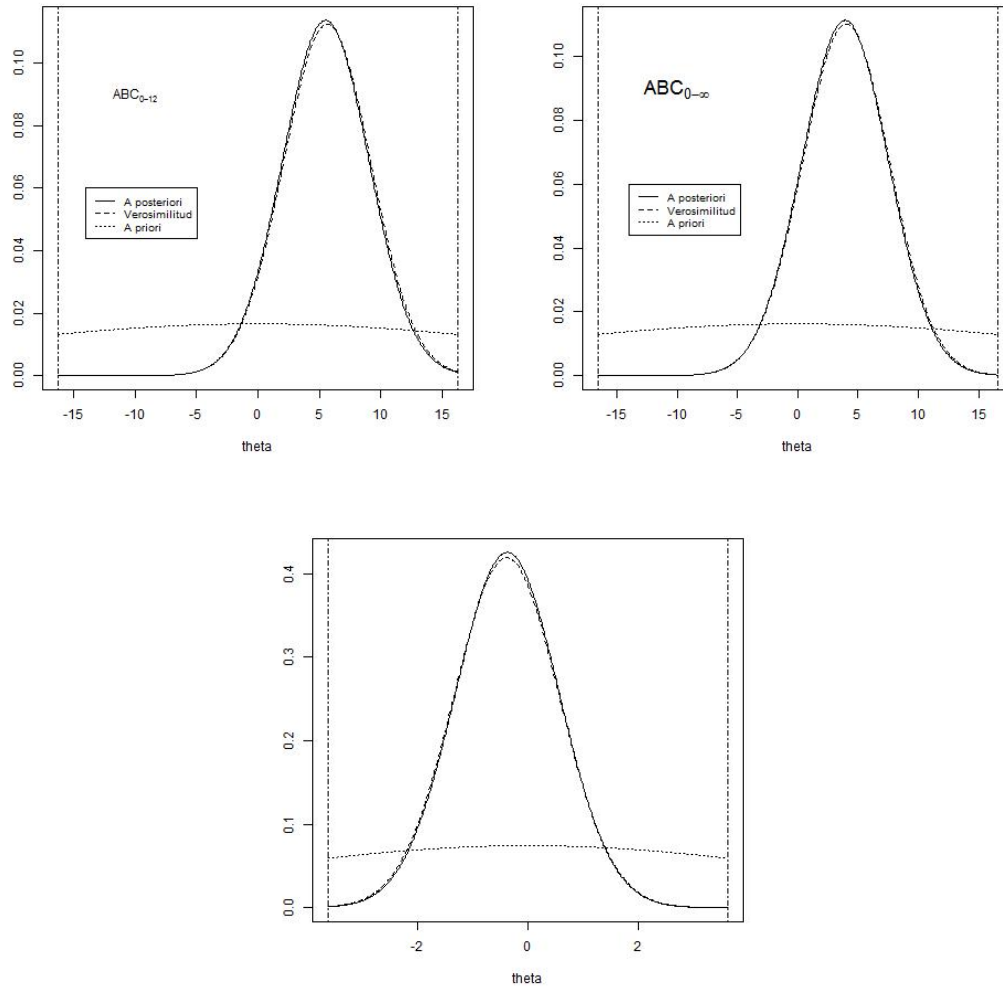 ABC0–12
A posteriori
Verosimilitud
A priori
0.00 0.02 0.04 0.06 0.08 0.10
-15 -10 -5 0 5 10 15
theta
ABC0–∞
A posteriori
Verosimilitud
A priori
0.00 0.02 0.04 0.06 0.08 0.10
-15 -10 -5 0 5 10 15
theta
0.0 0.1 0.2 0.3 0.4
-2 0 2
theta